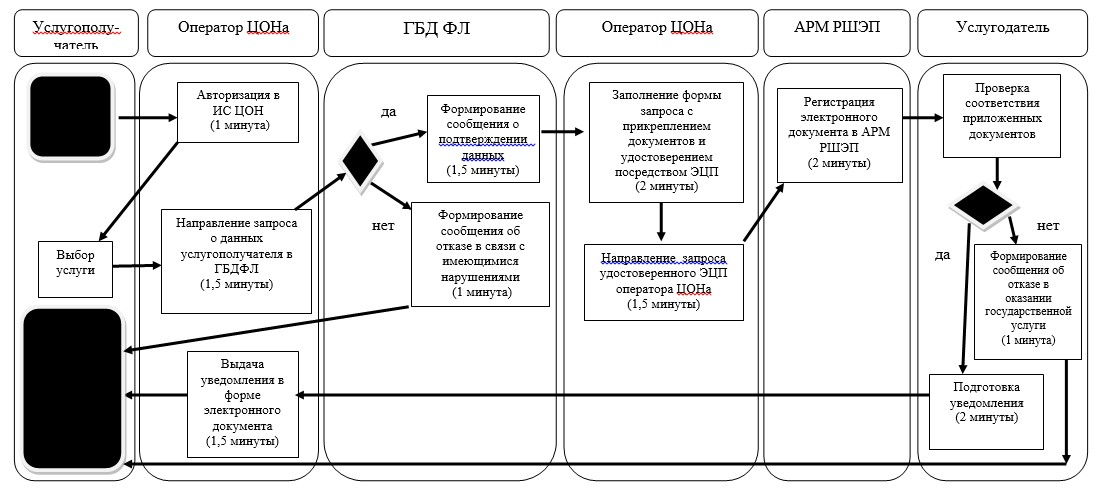 Услугополу-
чатель
Оператор ЦОНа
ГБД ФЛ
Оператор ЦОНа
АРМ РШЭП
Услугодатель
Авторизация в
ИС ЦОН
(1 минута)
Выбор
услуги
Направление запроса
о данных
услугополучателя в
ГБДФЛ
(1,5 минуты)
да
нет
Формирование
сообщения о
подтверждении
данных
(1,5 минуты)
Формирование
сообщения об
отказе в связи с
имеющимися
нарушениями
(1 минута)
Заполнение формы
запроса с
прикреплением
документов и
удостоверением
посредством ЭЦП
(2 минуты)
Направление запроса
удостоверенного ЭЦП
оператора ЦОНа
(1,5 минуты)
Регистрация
электронного
документа в АРМ
РШЭП
(2 минуты)
Проверка
соответствия
приложенных
документов
нет
да
Формирование
сообщения об
отказе в
оказании
государственной
услуги
(1 минута)
Подготовка
уведомления
(2 минуты)
Выдача
уведомления в
форме
электронного
документа
(1,5 минуты)